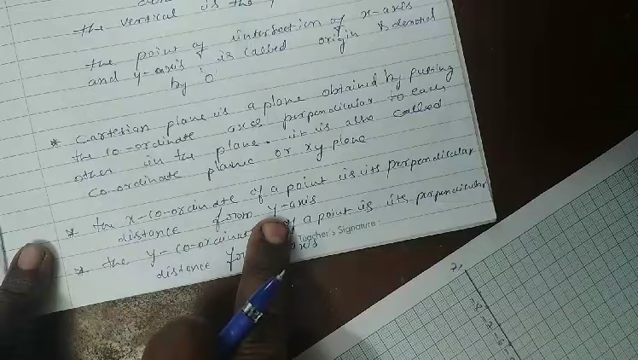 the vertical is the
the point of intersection of x-axis
and y-axis is called origin & denoted
by 'O'
* Cartesian plane is a plane obtained by putting
the co-ordinate axes perpendicular to each
other in the plane. it is also called
co-ordinate plane or xy-plane
* the x-co-ordinate of a point is its perpendicular
distance from y-axis
* the y-co-ordinate of a point is its perpendicular
distance axis
Teacher's Signature